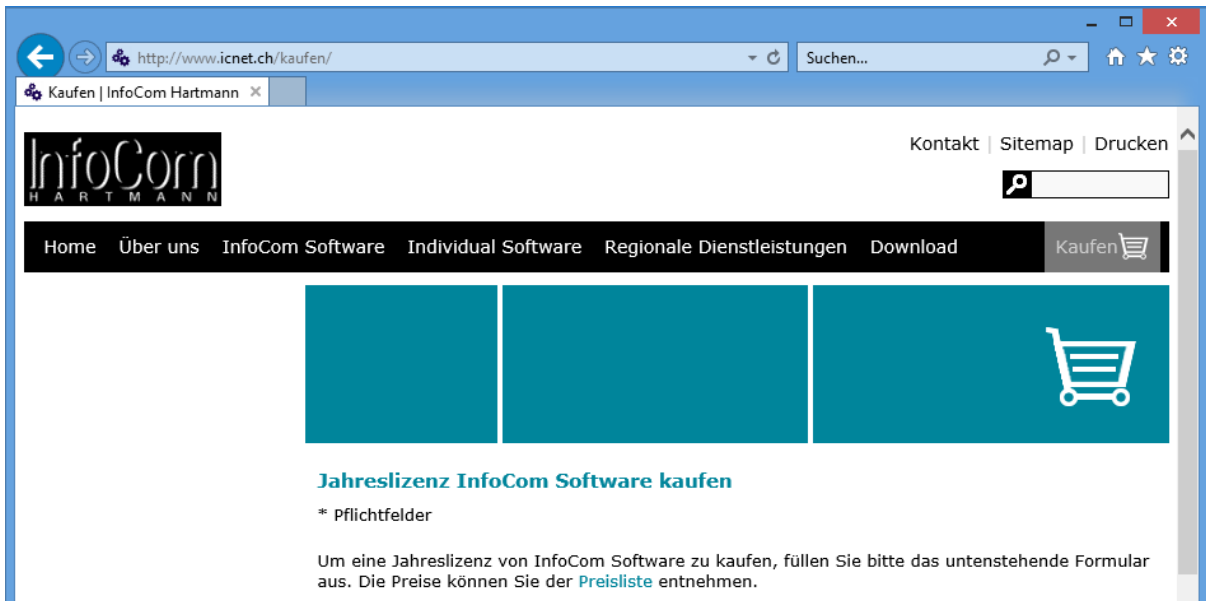 http://www.icnet.ch/kaufen/
Suchen...
Kaufen | InfoCom Hartmann
InfoCom
HARTMANN
Kontakt | Sitemap | Drucken
Home Über uns InfoCom Software Individual Software Regionale Dienstleistungen Download Kaufen
Jahreslizenz InfoCom Software kaufen
* Pflichtfelder
Um eine Jahreslizenz von InfoCom Software zu kaufen, füllen Sie bitte das untenstehende Formular
aus. Die Preise können Sie der Preisliste entnehmen.